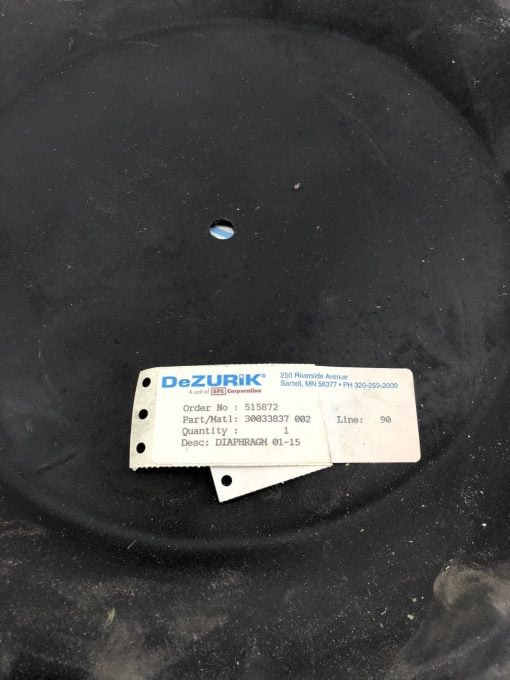 DeZURIK®
A unit of SPX Corporation
250 Riverside Avenue
Sartell, MN 56377 • PH 320-259-2000
Order No : 515872
Part/Matl: 30033837 002 Line: 90
Quantity : 1
Desc: DIAPHRAGM 01-15